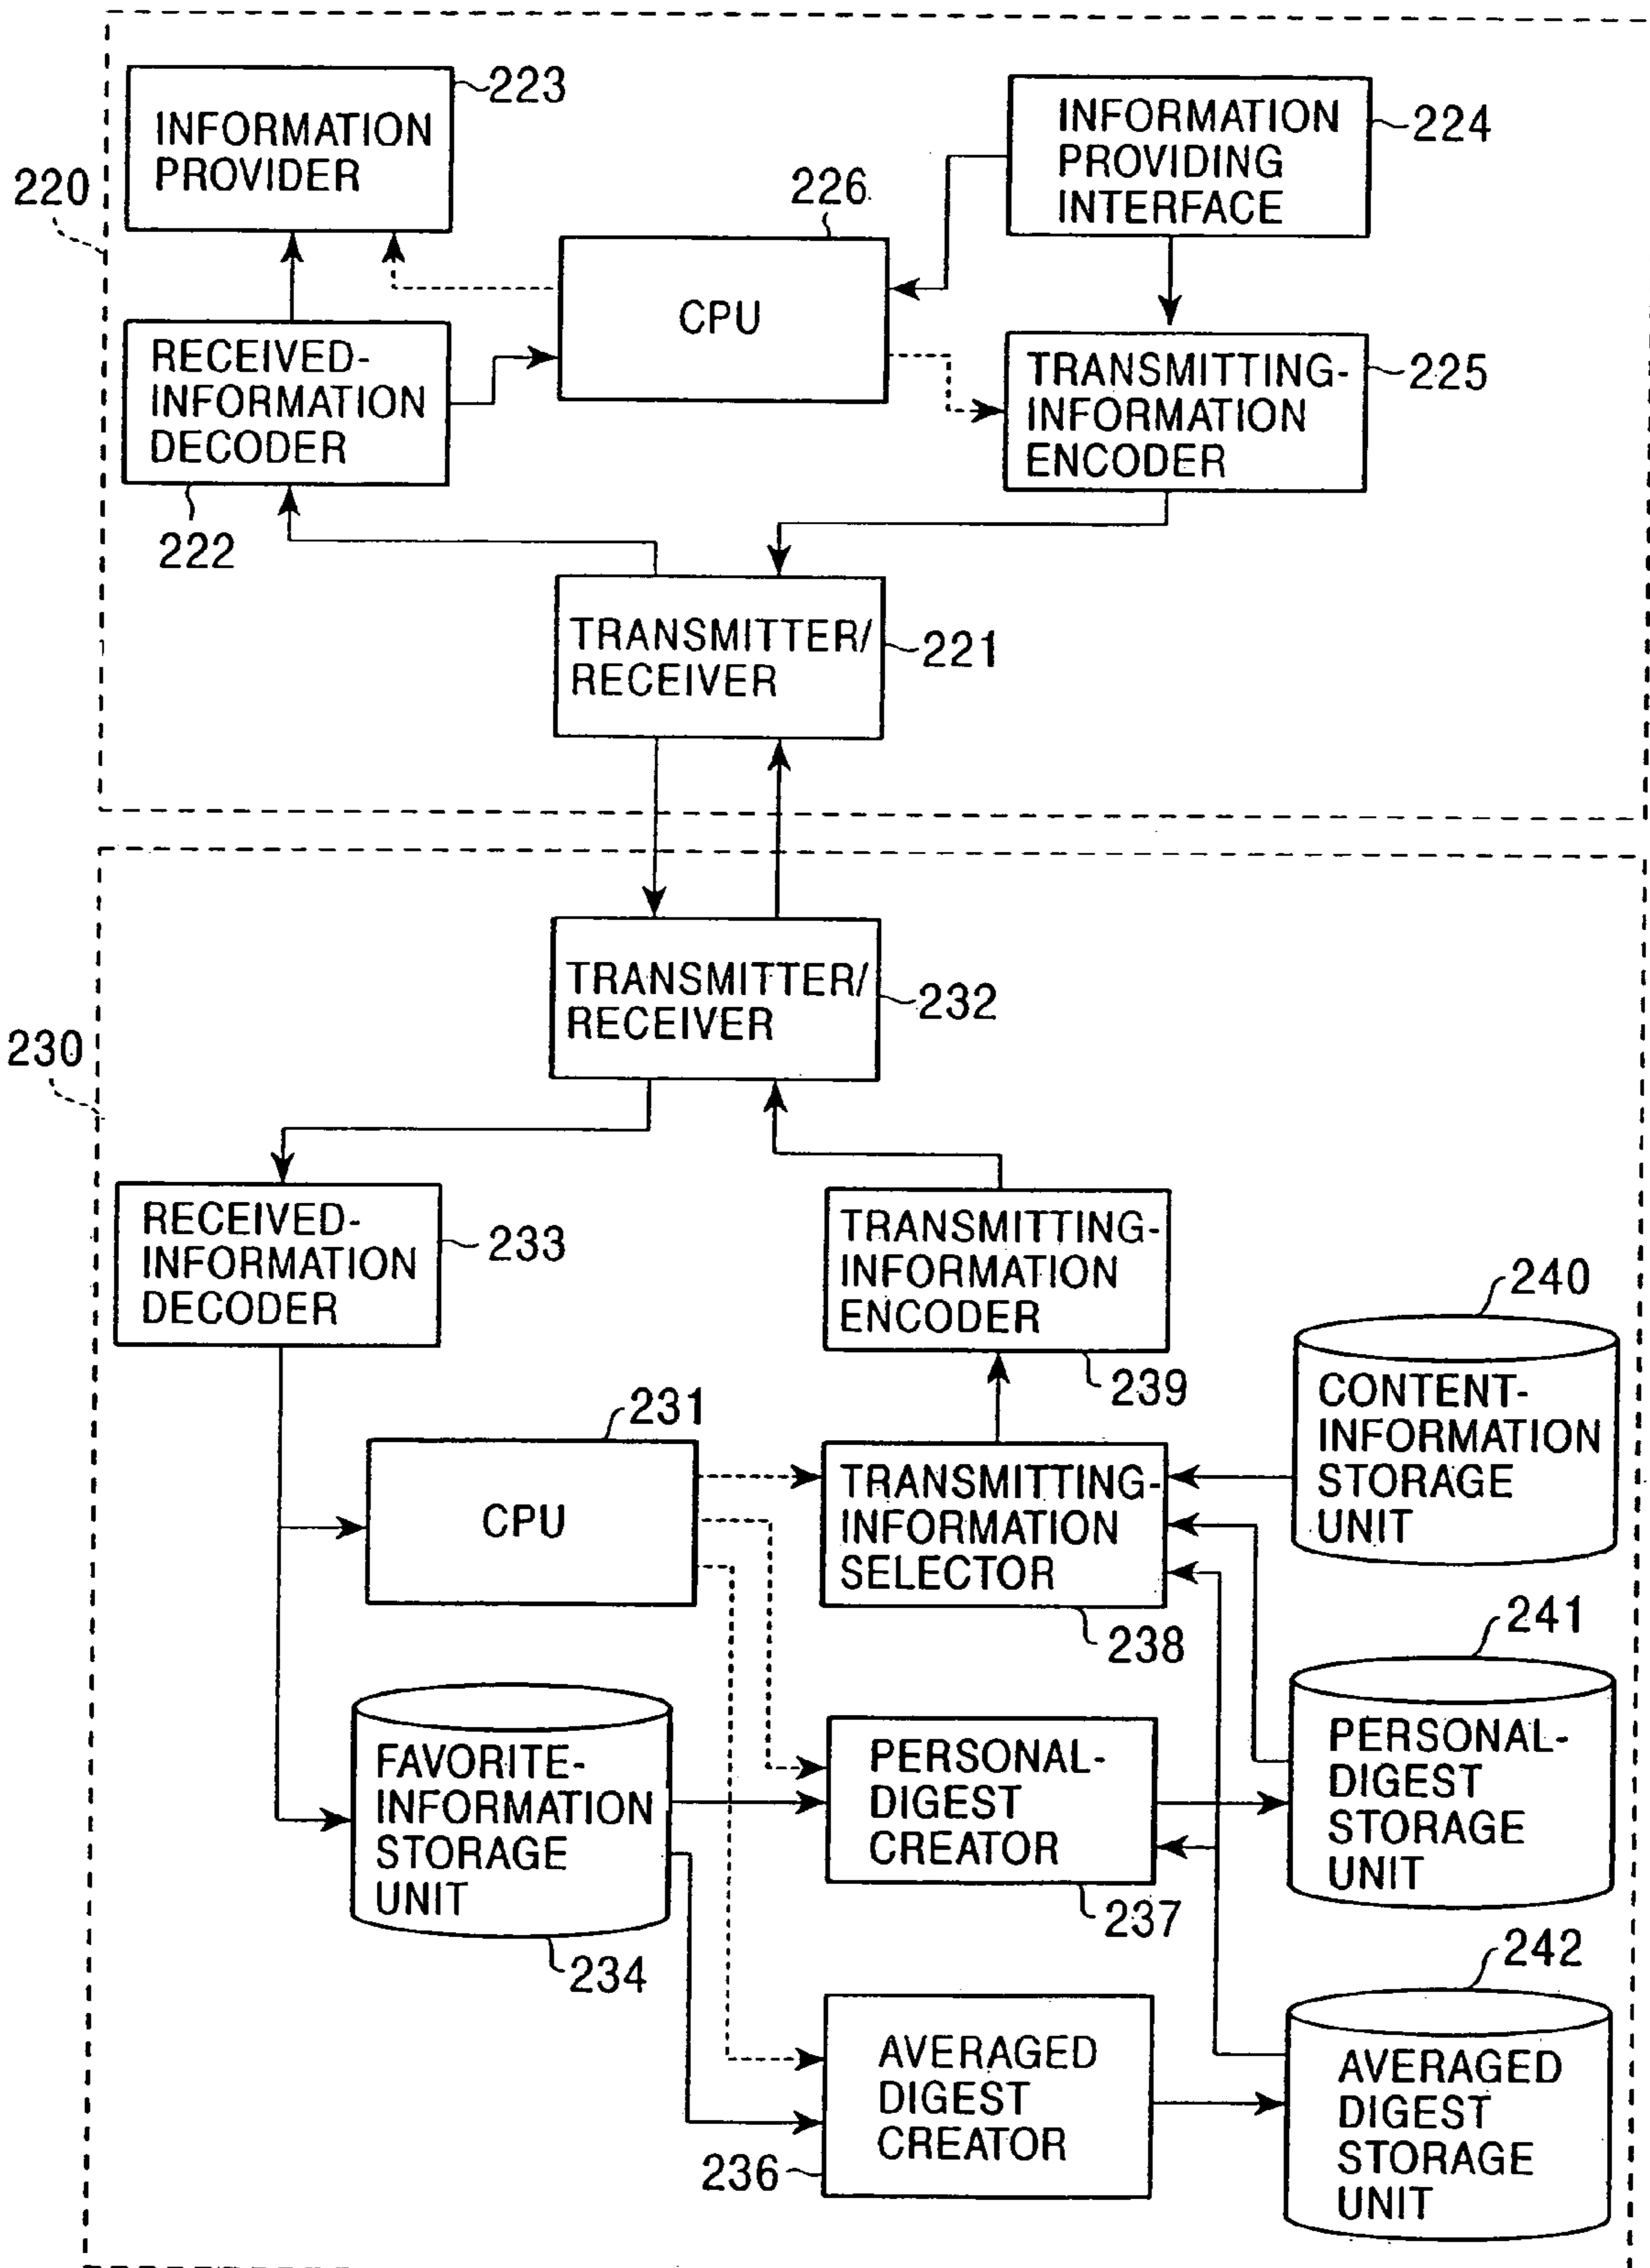 223
INFORMATION
PROVIDER
INFORMATION
PROVIDING
INTERFACE
224
220
226
CPU
RECEIVED-
INFORMATION
DECODER
222
TRANSMITTING-
INFORMATION
ENCODER
225
TRANSMITTER/
RECEIVER
221
TRANSMITTER/
RECEIVER
232
230
RECEIVED-
INFORMATION
DECODER
233
TRANSMITTING-
INFORMATION
ENCODER
239
240
CONTENT-
INFORMATION
STORAGE
UNIT
231
CPU
TRANSMITTING-
INFORMATION
SELECTOR
238
241
PERSONAL-
DIGEST
STORAGE
UNIT
FAVORITE-
INFORMATION
STORAGE
UNIT
234
PERSONAL-
DIGEST
CREATOR
237
242
AVERAGED
DIGEST
CREATOR
236
AVERAGED
DIGEST
STORAGE
UNIT